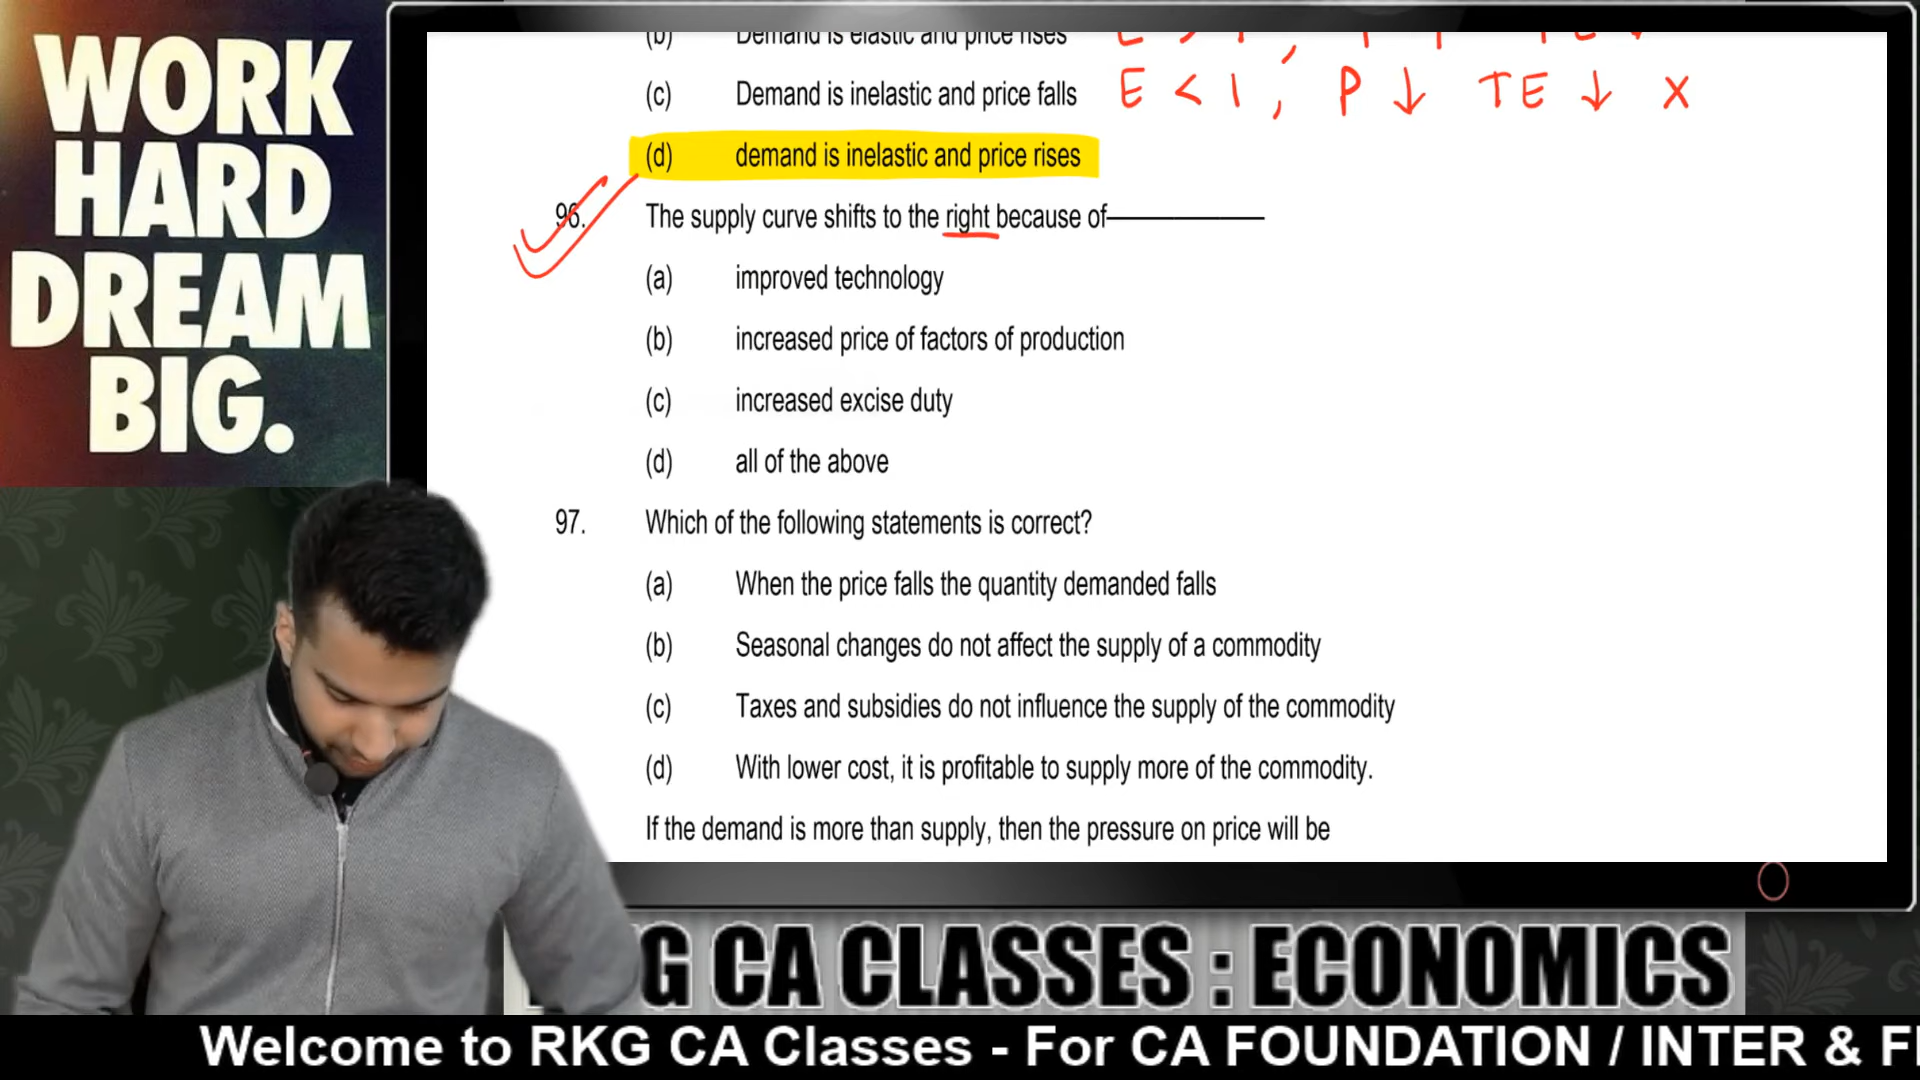 WORK
HARD
DREAM
BIG.
(b) Demand is elastic and price rises
(c) Demand is inelastic and price falls E < 1, P ↓ TE ↓ x
(d) demand is inelastic and price rises
96. The supply curve shifts to the right because of
(a) improved technology
(b) increased price of factors of production
(c) increased excise duty
(d) all of the above
97. Which of the following statements is correct?
(a) When the price falls the quantity demanded falls
(b) Seasonal changes do not affect the supply of a commodity
(c) Taxes and subsidies do not influence the supply of the commodity
(d) With lower cost, it is profitable to supply more of the commodity.
If the demand is more than supply, then the pressure on price will be
G CA CLASSES : ECONOMICS
Welcome to RKG CA Classes - For CA FOUNDATION / INTER & F